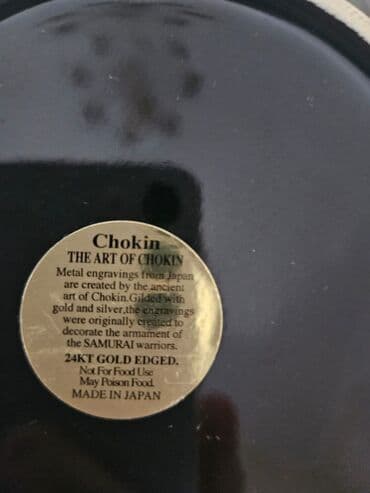 Chokin
THE ART OF CHOKIN
Metal engravings from Japan
are created by the ancient
art of Chokin.Gilded with
gold and silver,the engravings
were originally created to
decorate the armament of
the SAMURAI warriors.
24KT GOLD EDGED.
Not For Food Use
May Poison Food.
MADE IN JAPAN